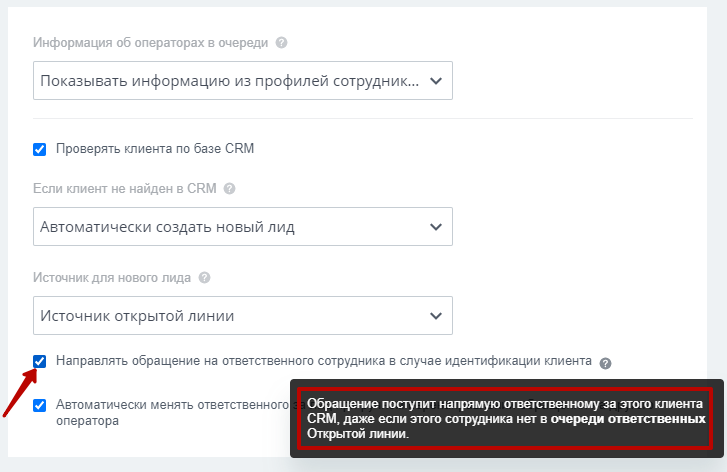 Информация об операторах в очереди
Показывать информацию из профилей сотрудник...
Проверять клиента по базе CRM
Если клиент не найден в CRM
Автоматически создать новый лид
Источник для нового лида
Источник открытой линии
Направлять обращение на ответственного сотрудника в случае идентификации клиента
Автоматически менять ответственного
оператора
Обращение поступит напрямую ответственному за этого клиента
CRM, даже если этого сотрудника нет в очереди ответственных
Открытой линии.